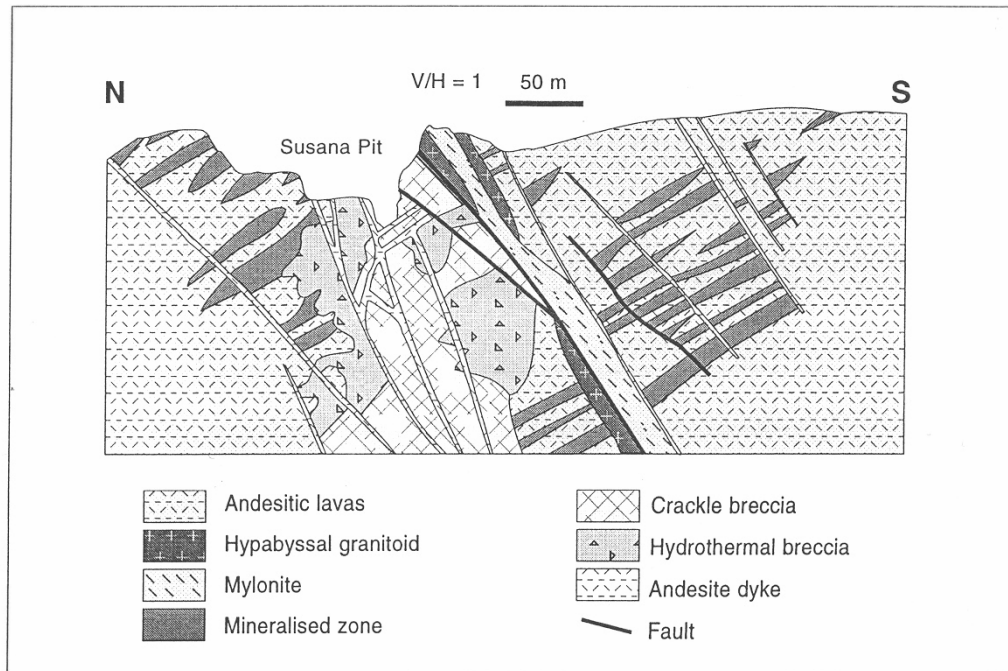 V/H = 1 50 m
N S
Susana Pit
Andesitic lavas
Hypabyssal granitoid
Mylonite
Mineralised zone
Crackle breccia
Hydrothermal breccia
Andesite dyke
Fault